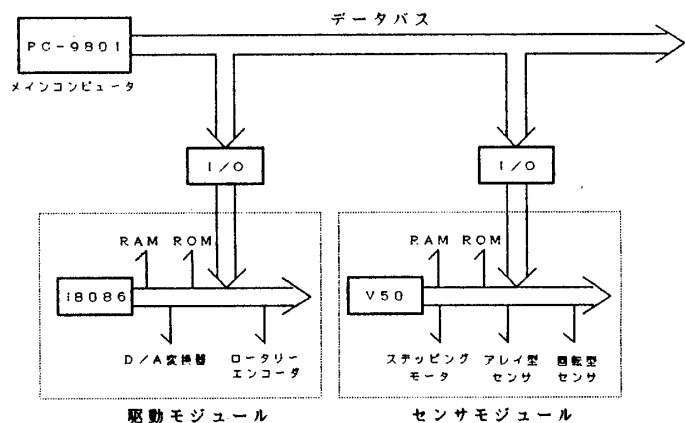 データバス
PC-9801
メインコンピュータ
I/O
I/O
RAM ROM
RAM ROM
i8086
V50
D/A変換器
ロータリー
エンコーダ
ステッピング
モータ
アレイ型
センサ
回転型
センサ
駆動モジュール
センサモジュール